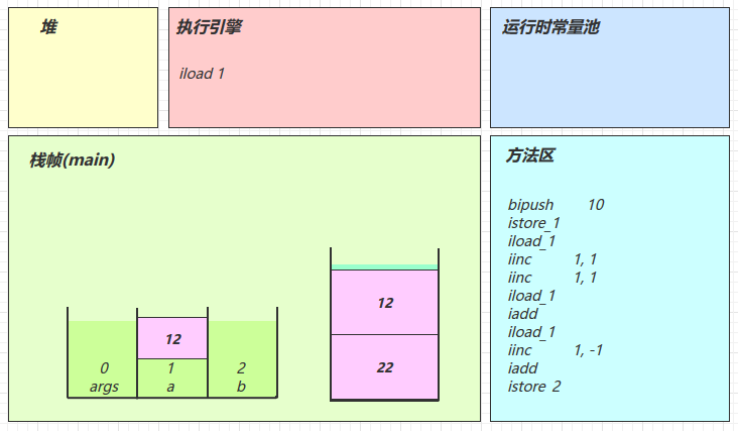 堆
执行引擎
iload 1
运行时常量池
栈帧(main)
12
0
1
2
args
a
b
12
22
方法区
bipush 10
istore_1
iload_1
iinc 1, 1
iinc 1, 1
iload_1
iadd
iload_1
iinc 1, -1
iadd
istore 2